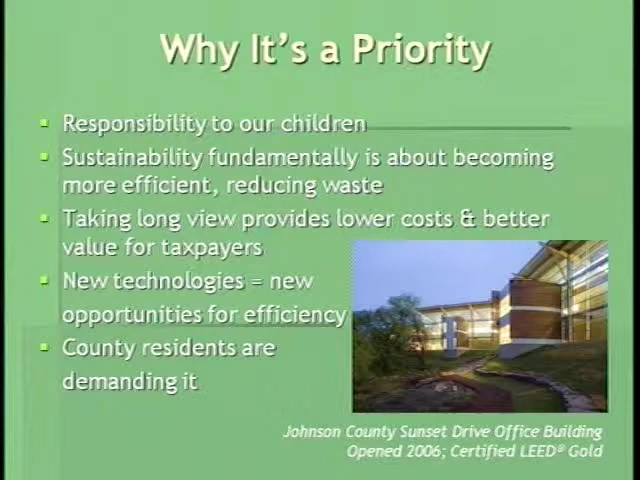 Why It's a Priority
Responsibility to our children
Sustainability fundamentally is about becoming
more efficient, reducing waste
Taking long view provides lower costs & better
value for taxpayers
New technologies = new
opportunities for efficiency
County residents are
demanding it
Johnson County Sunset Drive Office Building
Opened 2006; Certified LEED® Gold